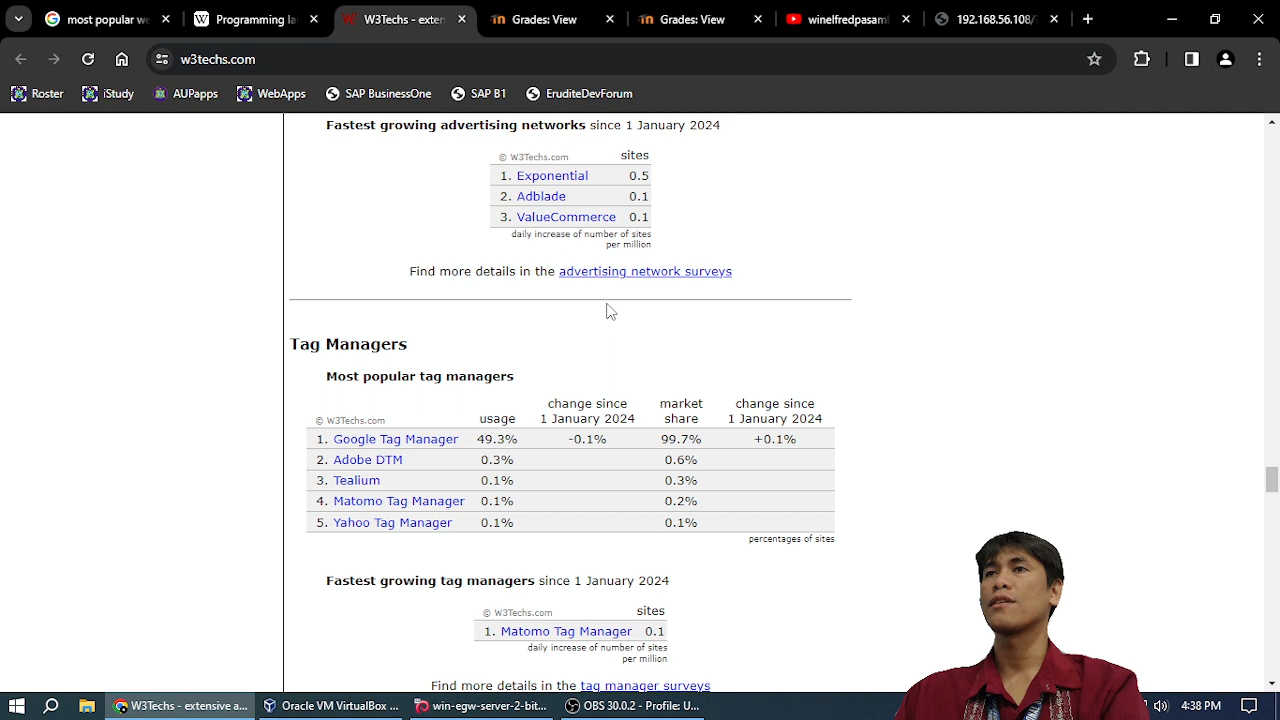 most popular we
Programming la
W3Techs - exten
Grades: View
Grades: View
winelfredpasam
192.168.56.108/
w3techs.com
Roster
iStudy
AUPapps
WebApps
SAP BusinessOne
SAP B1
EruditeDevForum
Fastest growing advertising networks since 1 January 2024
© W3Techs.com sites
1. Exponential 0.5
2. Adblade 0.1
3. ValueCommerce 0.1
daily increase of number of sites
per million
Find more details in the advertising network surveys
Tag Managers
Most popular tag managers
© W3Techs.com usage change since 1 January 2024 market share change since 1 January 2024
1. Google Tag Manager 49.3% -0.1% 99.7% +0.1%
2. Adobe DTM 0.3% 0.6%
3. Tealium 0.1% 0.3%
4. Matomo Tag Manager 0.1% 0.2%
5. Yahoo Tag Manager 0.1% 0.1%
percentages of sites
Fastest growing tag managers since 1 January 2024
© W3Techs.com sites
1. Matomo Tag Manager 0.1
daily increase of number of sites
per million
Find more details in the tag manager surveys
W3Techs - extensive a...
Oracle VM VirtualBox ...
win-egw-server-2-bit...
OBS 30.0.2 - Profile: U...
4:38 PM